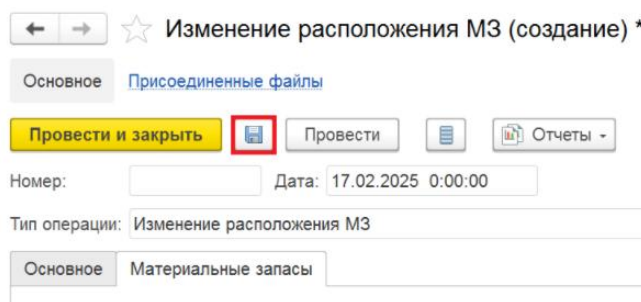 Изменение расположения МЗ (создание) *
Основное Присоединенные файлы
Провести и закрыть Провести Отчеты
Номер: Дата: 17.02.2025 0:00:00
Тип операции: Изменение расположения МЗ
Основное Материальные запасы